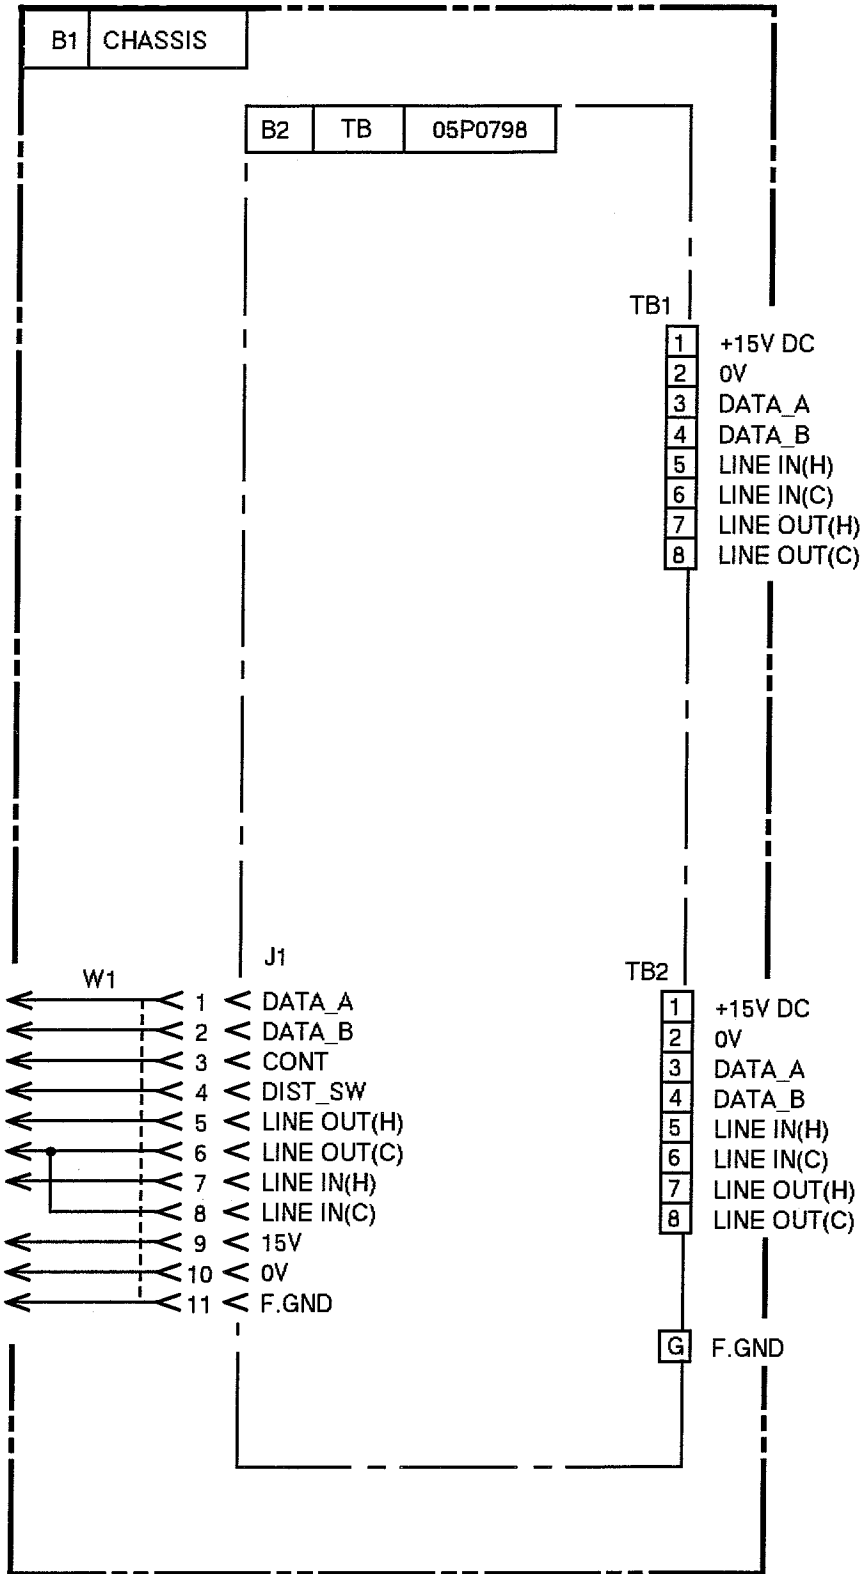 B1 CHASSIS
B2 TB 05P0798
TB1
1 +15V DC
2 0V
3 DATA_A
4 DATA_B
5 LINE IN(H)
6 LINE IN(C)
7 LINE OUT(H)
8 LINE OUT(C)
W1
J1
1 DATA_A
2 DATA_B
3 CONT
4 DIST_SW
5 LINE OUT(H)
6 LINE OUT(C)
7 LINE IN(H)
8 LINE IN(C)
9 15V
10 0V
11 F.GND
TB2
1 +15V DC
2 0V
3 DATA_A
4 DATA_B
5 LINE IN(H)
6 LINE IN(C)
7 LINE OUT(H)
8 LINE OUT(C)
G F.GND